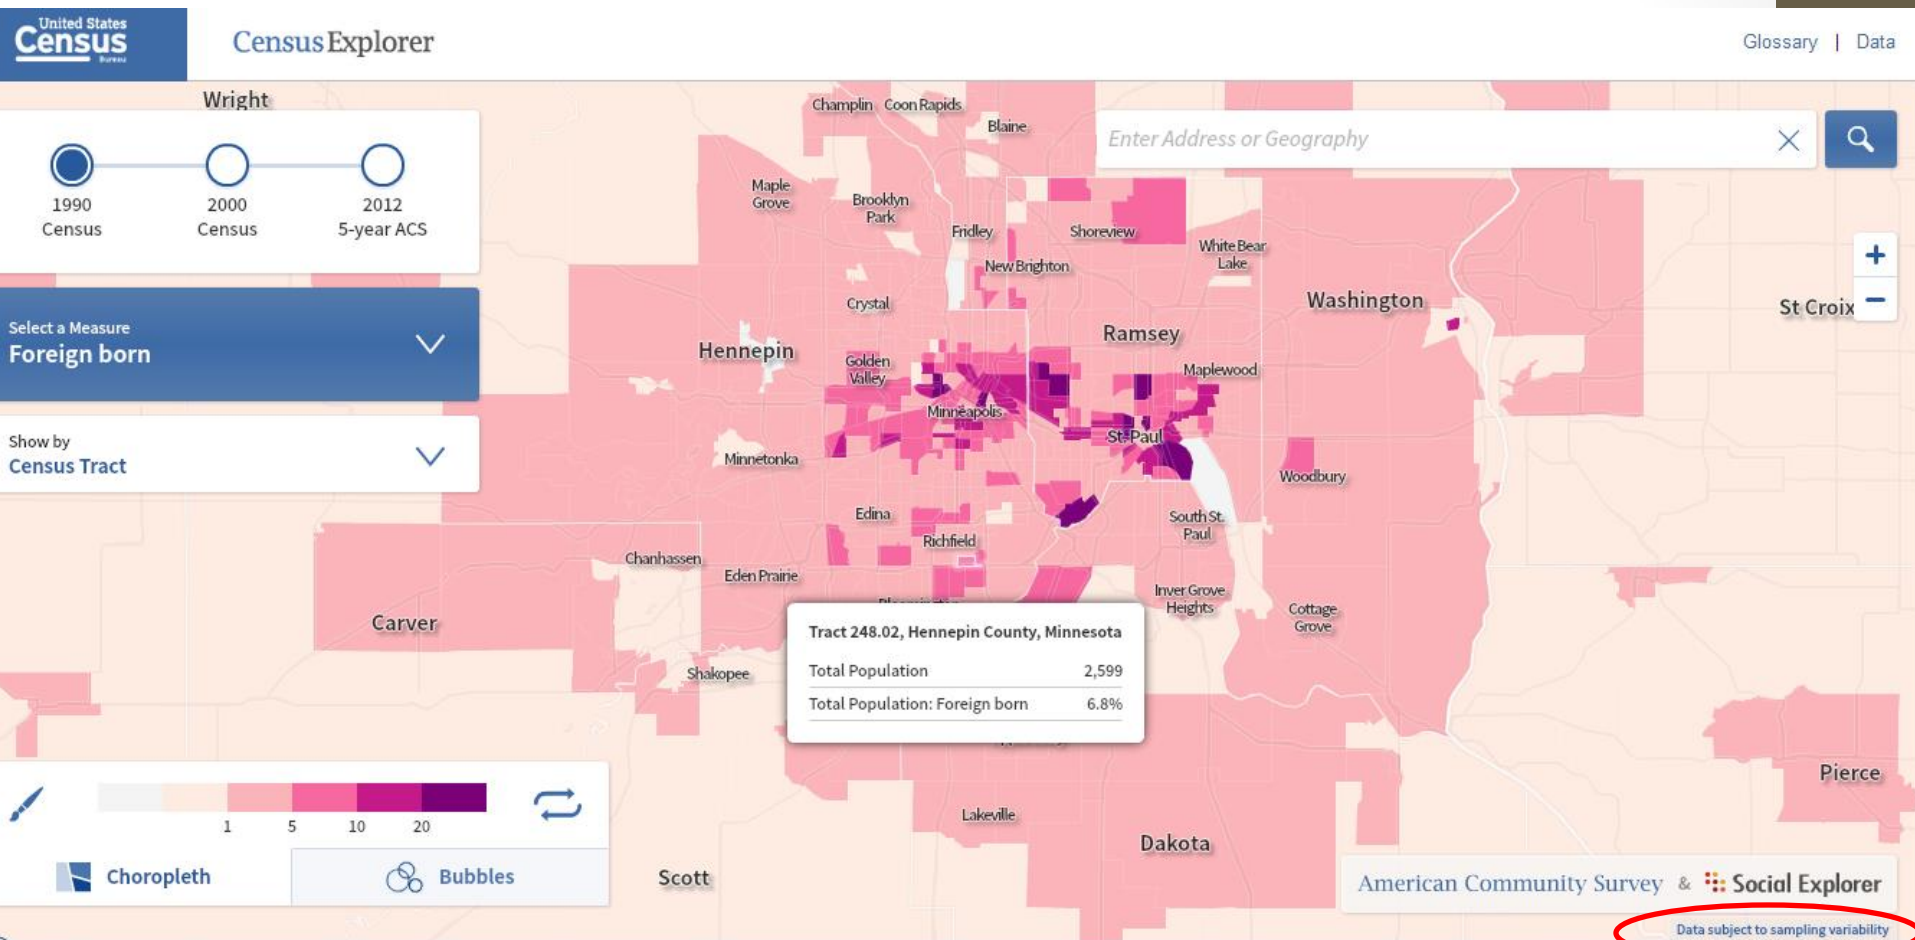 United States
Census
Bureau
Census Explorer
Glossary | Data
Wright
1990
Census
2000
Census
2012
5-year ACS
Select a Measure
Foreign born
Show by
Census Tract
Enter Address or Geography
+
−
Champlin
Coon Rapids
Blaine
Maple
Grove
Brooklyn
Park
Fridley
Shoreview
White Bear
Lake
New Brighton
Crystal
Washington
St Croix
Ramsey
Hennepin
Golden
Valley
Maplewood
Minneapolis
St. Paul
Minnetonka
Woodbury
Edina
South St.
Paul
Richfield
Chanhassen
Eden Prairie
Inver Grove
Heights
Cottage
Grove
Carver
Shakopee
Tract 248.02, Hennepin County, Minnesota
Total Population 2,599
Total Population: Foreign born 6.8%
Pierce
Lakeville
Dakota
Scott
1 5 10 20
Choropleth
Bubbles
American Community Survey & Social Explorer
Data subject to sampling variability